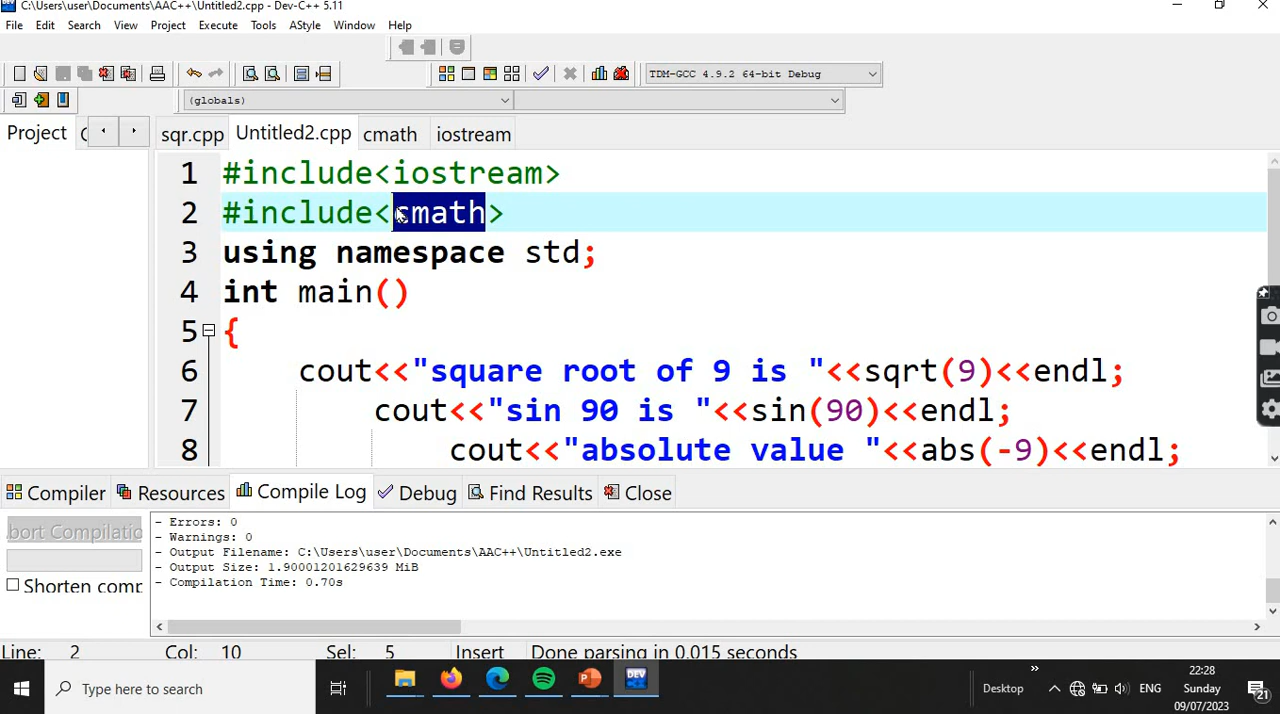 C:\Users\user\Documents\AAC++\Untitled2.cpp - Dev-C++ 5.11
File Edit Search View Project Execute Tools AStyle Window Help
TDM-GCC 4.9.2 64-bit Debug
(globals)
Project sqr.cpp Untitled2.cpp cmath iostream
1 #include<iostream>
2 #include<cmath>
3 using namespace std;
4 int main()
5 {
6 cout<<"square root of 9 is "<<sqrt(9)<<endl;
7 cout<<"sin 90 is "<<sin(90)<<endl;
8 cout<<"absolute value "<<abs(-9)<<endl;
Compiler Resources Compile Log Debug Find Results Close
bort Compilatio
Shorten comp
- Errors: 0
- Warnings: 0
- Output Filename: C:\Users\user\Documents\AAC++\Untitled2.exe
- Output Size: 1.90001201629639 MiB
- Compilation Time: 0.70s
Line: 2 Col: 10 Sel: 5 Insert Done parsing in 0.015 seconds
Type here to search
DEV
Desktop
ENG
22:28
Sunday
09/07/2023
21